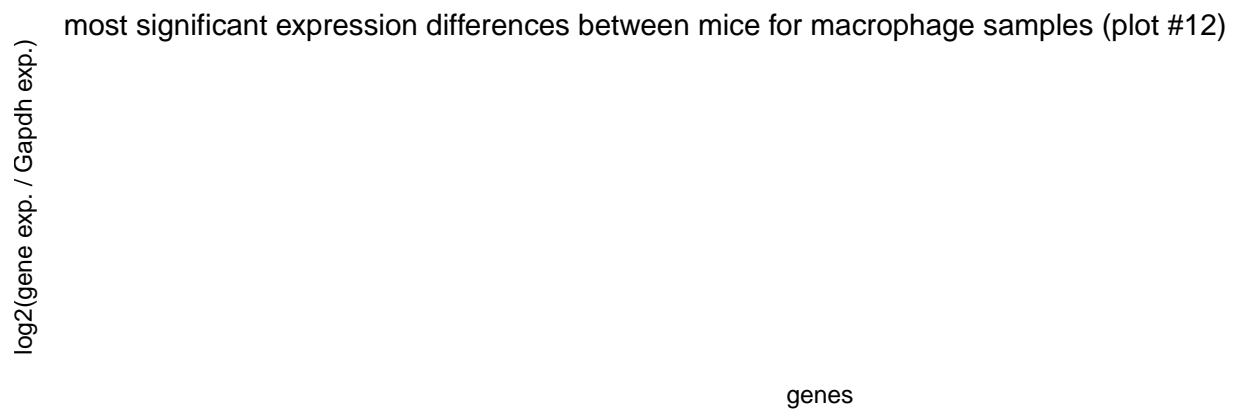 most significant expression differences between mice for macrophage samples (plot #12)
log2(gene exp. / Gapdh exp.)
genes